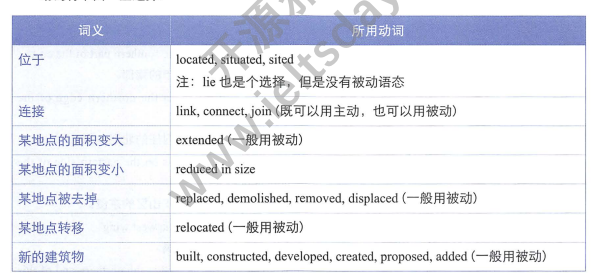 词义 所用动词
位于 located, situated, sited
注：lie 也是个选择，但是没有被动语态
连接 link, connect, join (既可以用主动，也可以用被动)
某地点的面积变大 extended (一般用被动)
某地点的面积变小 reduced in size
某地点被去掉 replaced, demolished, removed, displaced (一般用被动)
某地点转移 relocated (一般用被动)
新的建筑物 built, constructed, developed, created, proposed, added (一般用被动)